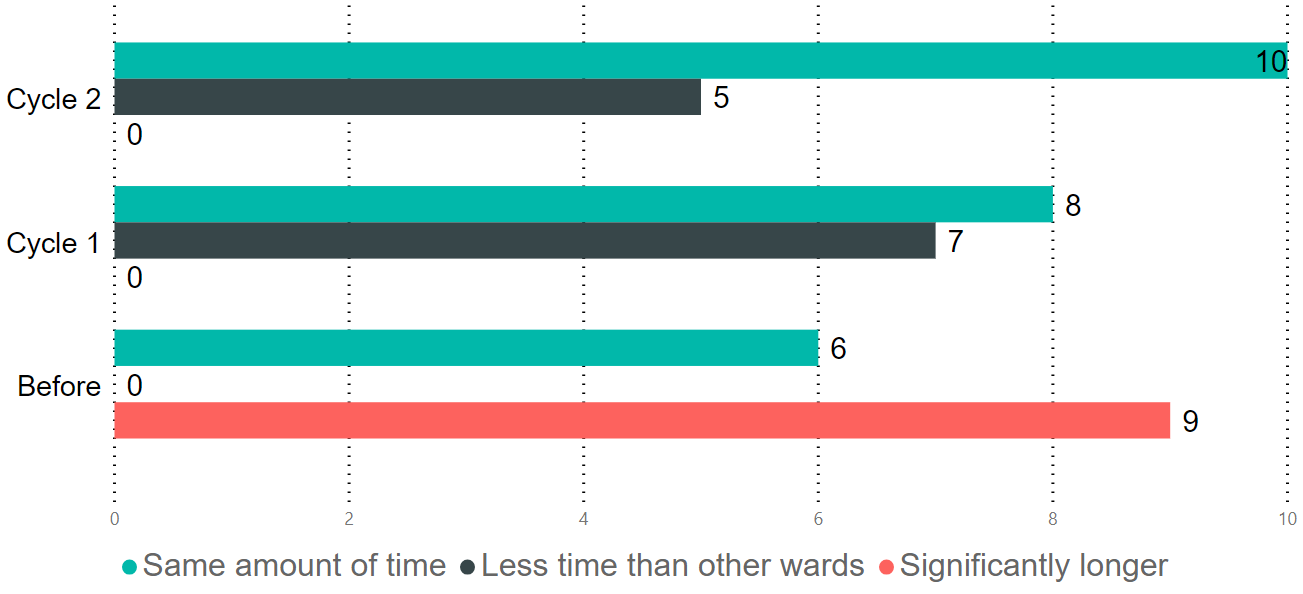 10
Cycle 2 5
0
8
Cycle 1 7
0
6
Before 0
9
0 2 4 6 8 10
Same amount of time Less time than other wards Significantly longer